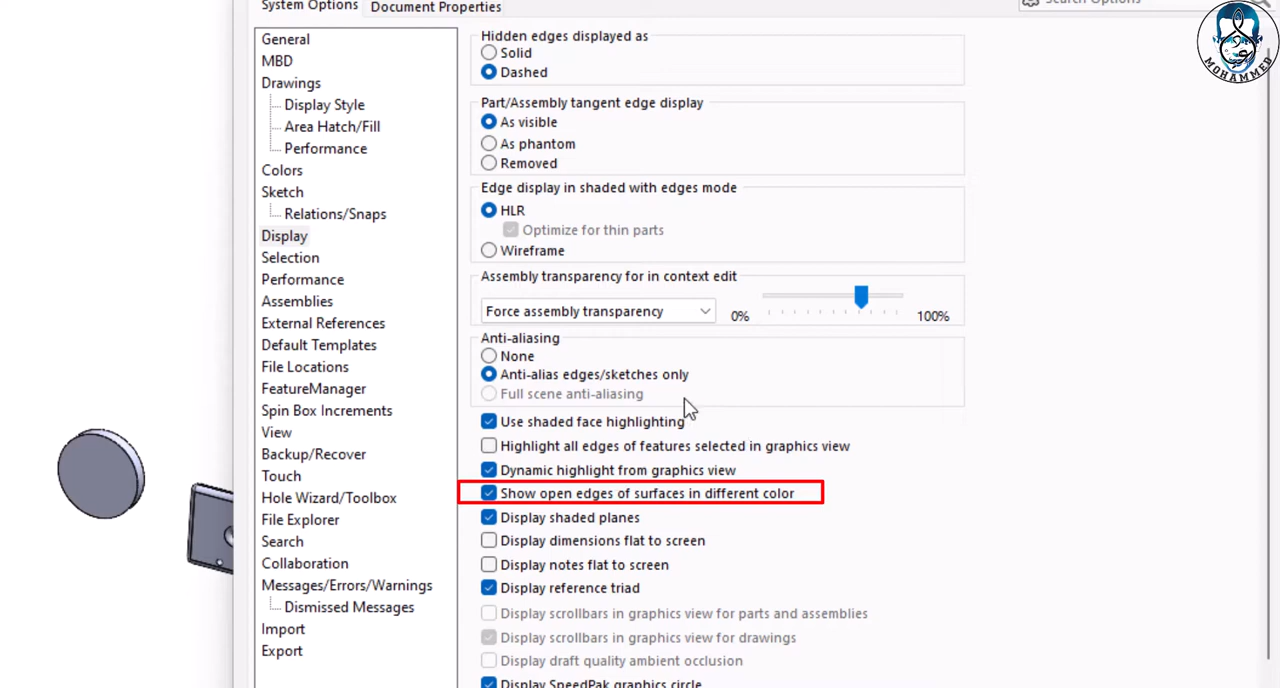 System Options
Document Properties
Search Options
General
MBD
Drawings
Display Style
Area Hatch/Fill
Performance
Colors
Sketch
Relations/Snaps
Display
Selection
Performance
Assemblies
External References
Default Templates
File Locations
FeatureManager
Spin Box Increments
View
Backup/Recover
Touch
Hole Wizard/Toolbox
File Explorer
Search
Collaboration
Messages/Errors/Warnings
Dismissed Messages
Import
Export
Hidden edges displayed as
Solid
Dashed
Part/Assembly tangent edge display
As visible
As phantom
Removed
Edge display in shaded with edges mode
HLR
Optimize for thin parts
Wireframe
Assembly transparency for in context edit
Force assembly transparency
0%
100%
Anti-aliasing
None
Anti-alias edges/sketches only
Full scene anti-aliasing
Use shaded face highlighting
Highlight all edges of features selected in graphics view
Dynamic highlight from graphics view
Show open edges of surfaces in different color
Display shaded planes
Display dimensions flat to screen
Display notes flat to screen
Display reference triad
Display scrollbars in graphics view for parts and assemblies
Display scrollbars in graphics view for drawings
Display draft quality ambient occlusion
Display SpeedPak graphics circle
MOHAMMED